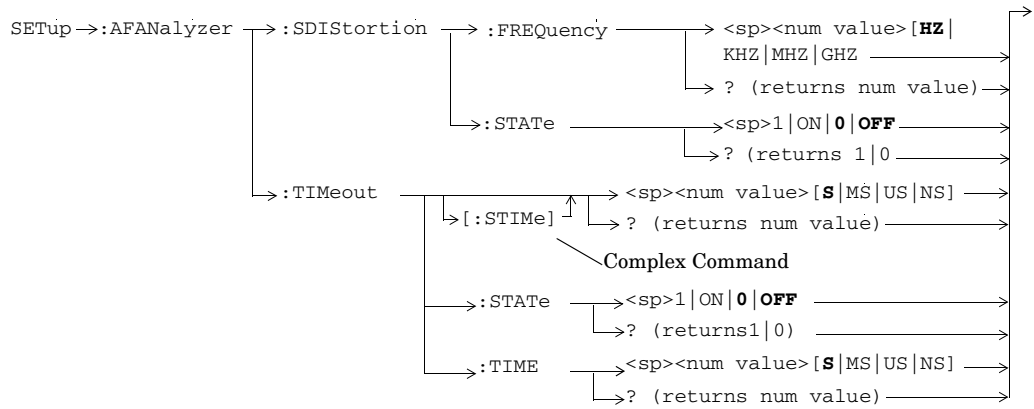 SETup :AFANalyzer :SDIStortion :FREQuency <sp><num value>[HZ|
KHZ|MHZ|GHZ
? (returns num value)
:STATe <sp>1|ON|0|OFF
? (returns 1|0
:TIMeout <sp><num value>[S|MS|US|NS]
[:STIMe] ? (returns num value)
Complex Command
:STATe <sp>1|ON|0|OFF
? (returns1|0)
:TIME <sp><num value>[S|MS|US|NS]
? (returns num value)